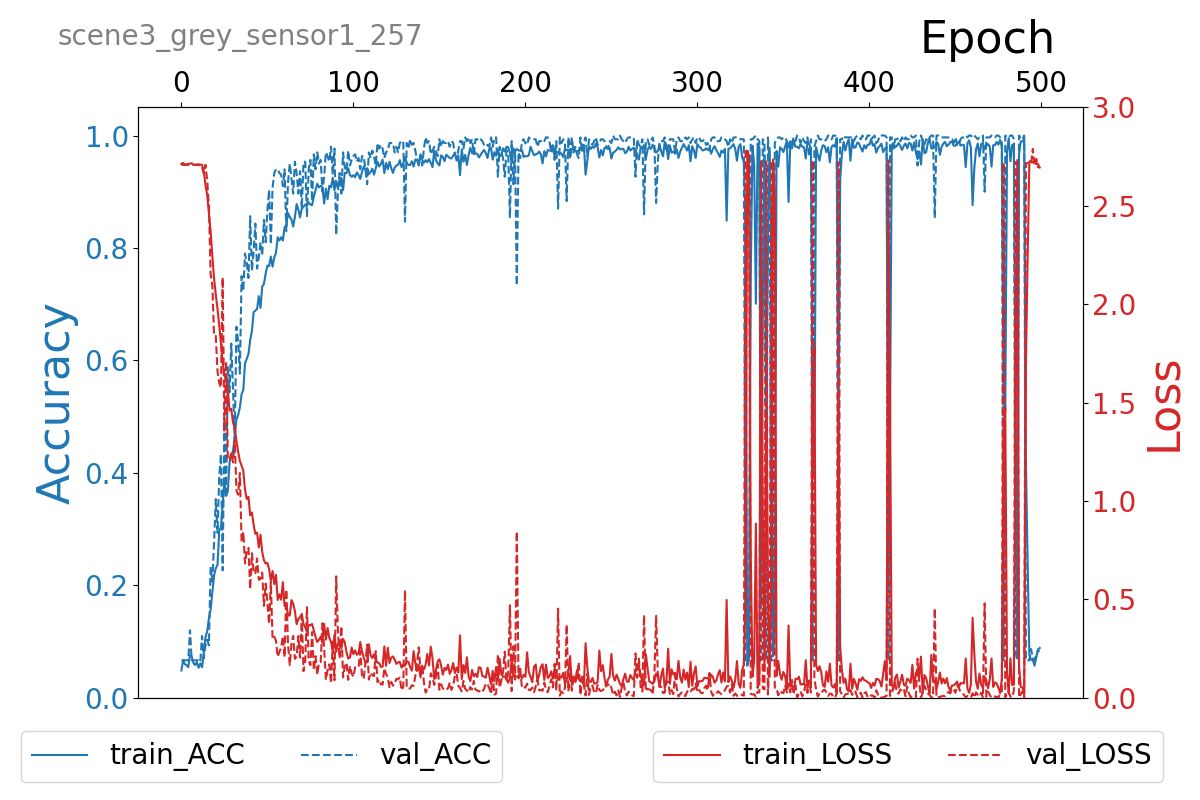 scene3_grey_sensor1_257
Epoch
0 100 200 300 400 500
1.0 0.8 0.6 0.4 0.2 0.0
Accuracy
3.0 2.5 2.0 1.5 1.0 0.5 0.0
Loss
train_ACC val_ACC
train_LOSS val_LOSS